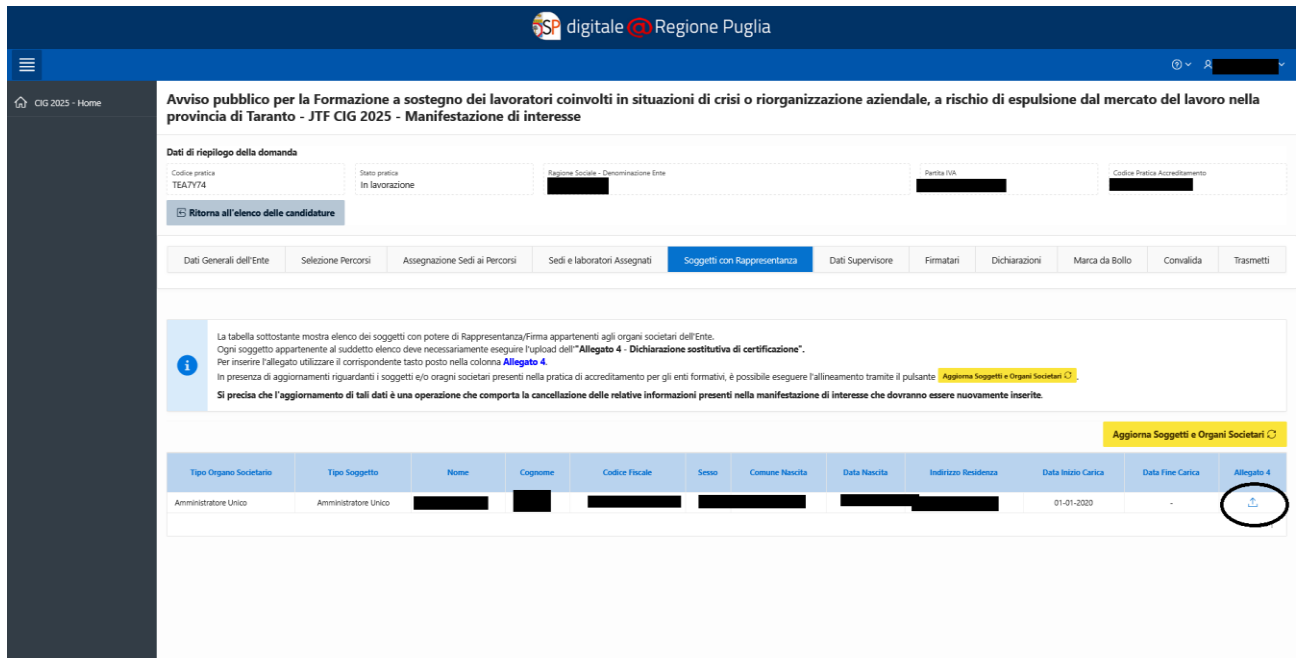 SP digitale @ Regione Puglia
CIG 2025 - Home
Avviso pubblico per la Formazione a sostegno dei lavoratori coinvolti in situazioni di crisi o riorganizzazione aziendale, a rischio di espulsione dal mercato del lavoro nella
provincia di Taranto - JTF CIG 2025 - Manifestazione di interesse
Dati di riepilogo della domanda
Codice pratica Stato pratica Ragione Sociale - Denominazione Ente Partita IVA Codice Pratica Accreditamento
TEA7Y74 In lavorazione
Ritorna all'elenco delle candidature
Dati Generali dell'Ente Selezione Percorsi Assegnazione Sedi ai Percorsi Sedi e laboratori Assegnati Soggetti con Rappresentanza Dati Supervisore Firmatari Dichiarazioni Marca da Bollo Convalida Trasmetti
La tabella sottostante mostra elenco dei soggetti con potere di Rappresentanza/Firma appartenenti agli organi societari dell'Ente.
Ogni soggetto appartenente al suddetto elenco deve necessariamente eseguire l'upload dell'"Allegato 4 - Dichiarazione sostitutiva di certificazione".
Per inserire l'allegato utilizzare il corrispondente tasto posto nella colonna Allegato 4.
In presenza di aggiornamenti riguardanti i soggetti e/o oragni societari presenti nella pratica di accreditamento per gli enti formativi, è possibile eseguere l'allineamento tramite il pulsante Aggiorna Soggetti e Organi Societari .
Si precisa che l'aggiornamento di tali dati è una operazione che comporta la cancellazione delle relative informazioni presenti nella manifestazione di interesse che dovranno essere nuovamente inserite.
Aggiorna Soggetti e Organi Societari
Tipo Organo Societario Tipo Soggetto Nome Cognome Codice Fiscale Sesso Comune Nascita Data Nascita Indirizzo Residenza Data Inizio Carica Data Fine Carica Allegato 4
Amministratore Unico Amministratore Unico 01-01-2020 -